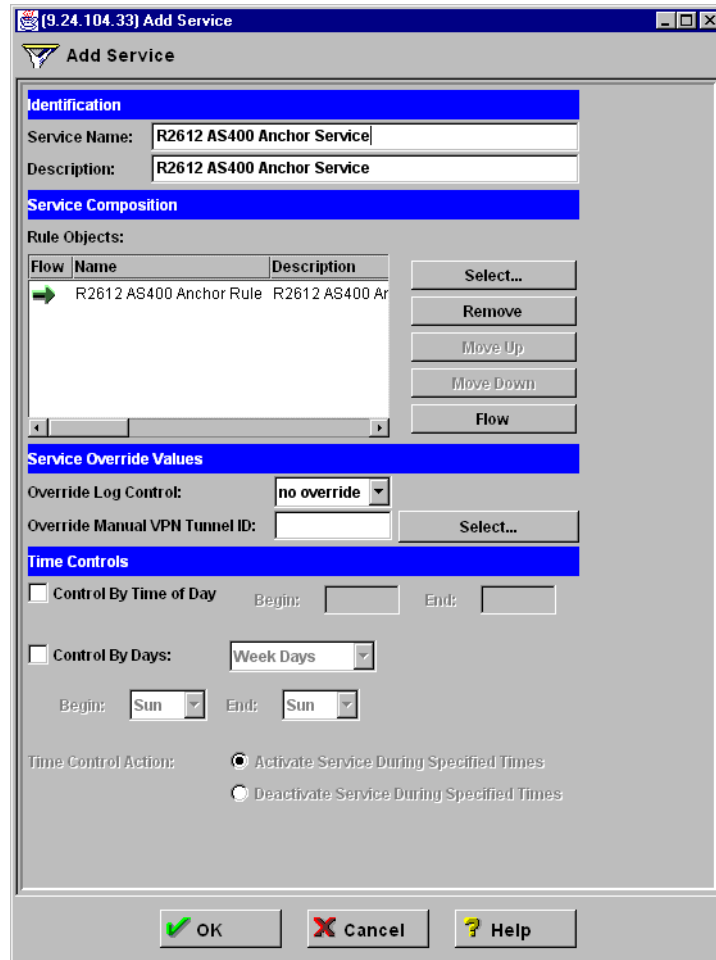 (9.24.104.33) Add Service
Add Service
Identification
Service Name: R2612 AS400 Anchor Service
Description: R2612 AS400 Anchor Service
Service Composition
Rule Objects:
Flow Name Description
R2612 AS400 Anchor Rule R2612 AS400 Ar
Select...
Remove
Move Up
Move Down
Flow
Service Override Values
Override Log Control: no override
Override Manual VPN Tunnel ID: Select...
Time Controls
Control By Time of Day Begin: End:
Control By Days: Week Days
Begin: Sun End: Sun
Time Control Action: Activate Service During Specified Times
Deactivate Service During Specified Times
OK Cancel Help